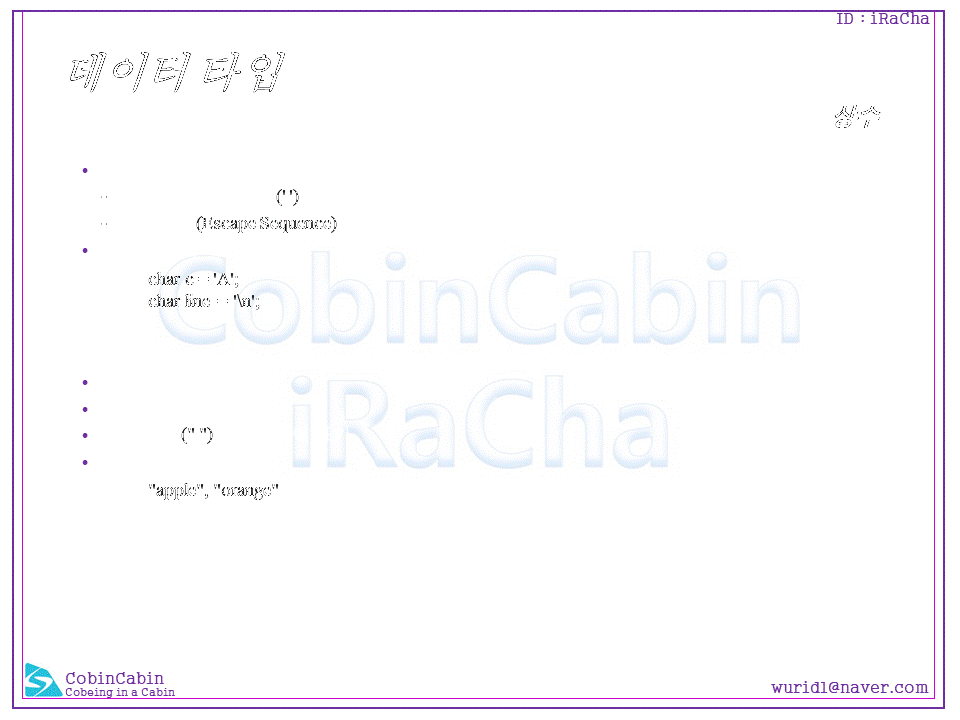 ID : iRaCha
데이터 타입
상수
(' ')
(Escape Sequence)
char c = 'A';
char line = '\n';
CobinCabin
iRaCha
(" ")
"apple", "orange"
CobinCabin
Cobeing in a Cabin
wurid1@naver.com